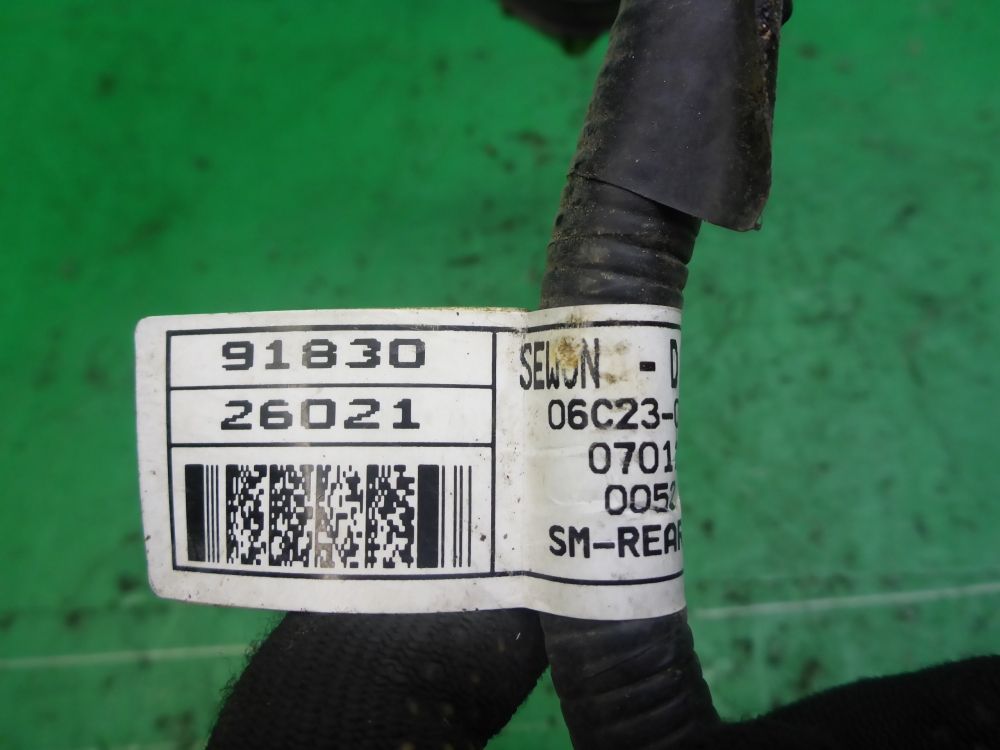 91830
26021
SEWON - D
06C23-0
0701
005
SM-REAR